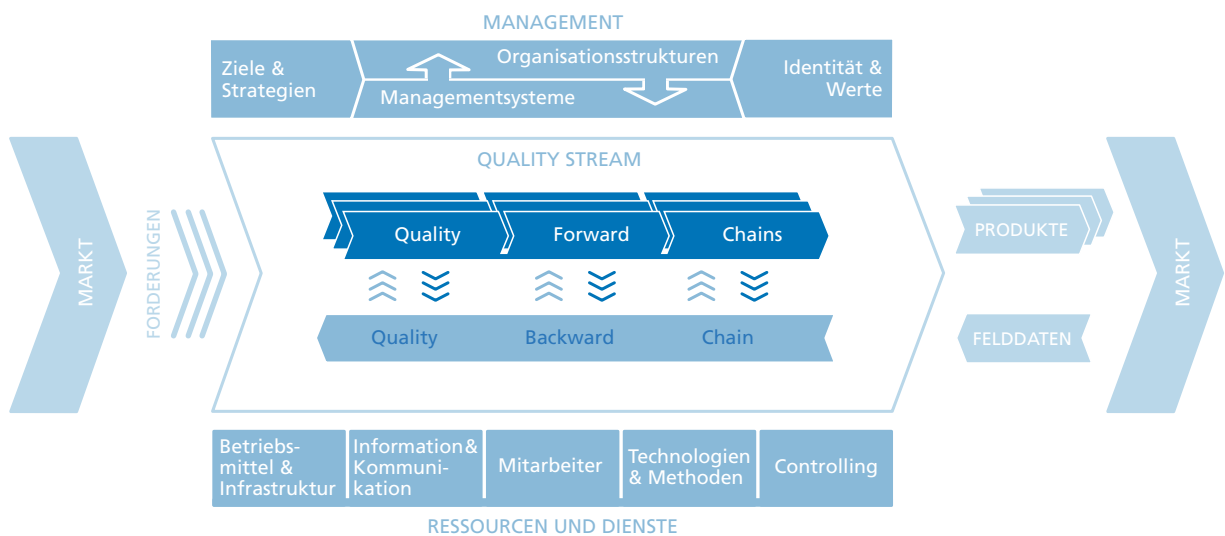 MANAGEMENT
Ziele &
Strategien
Organisationsstrukturen
Managementsysteme
Identität &
Werte
MARKT
FORDERUNGEN
QUALITY STREAM
Quality Forward Chains
Quality Backward Chain
PRODUKTE
FELDDATEN
MARKT
Betriebs-
mittel &
Infrastruktur
Information &
Kommuni-
kation
Mitarbeiter
Technologien
& Methoden
Controlling
RESSOURCEN UND DIENSTE